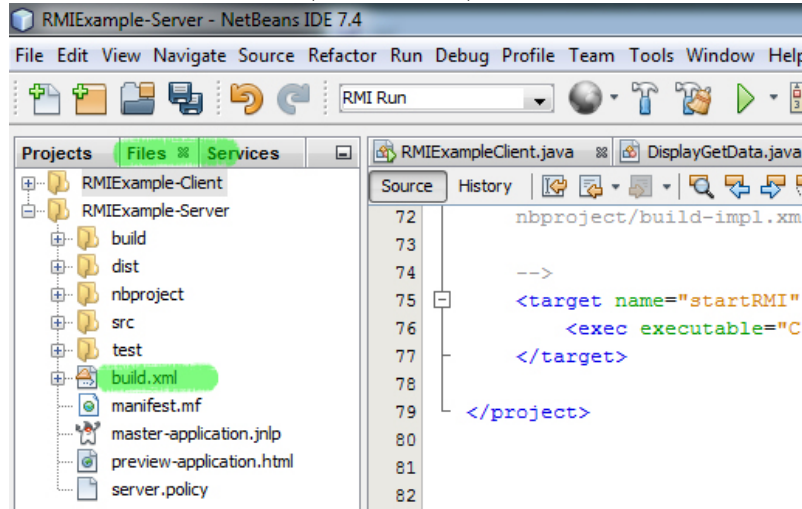 RMIExample-Server - NetBeans IDE 7.4
File Edit View Navigate Source Refactor Run Debug Profile Team Tools Window Help
RMI Run
Projects Files Services
RMIExampleClient.java DisplayGetData.java
RMIExample-Client
Source History
RMIExample-Server
build
dist
nbproject
src
test
build.xml
manifest.mf
master-application.jnlp
preview-application.html
server.policy
72 nbproject/build-impl.xm
73
74 -->
75 <target name="startRMI"
76 <exec executable="C
77 </target>
78
79 </project>
80
81
82